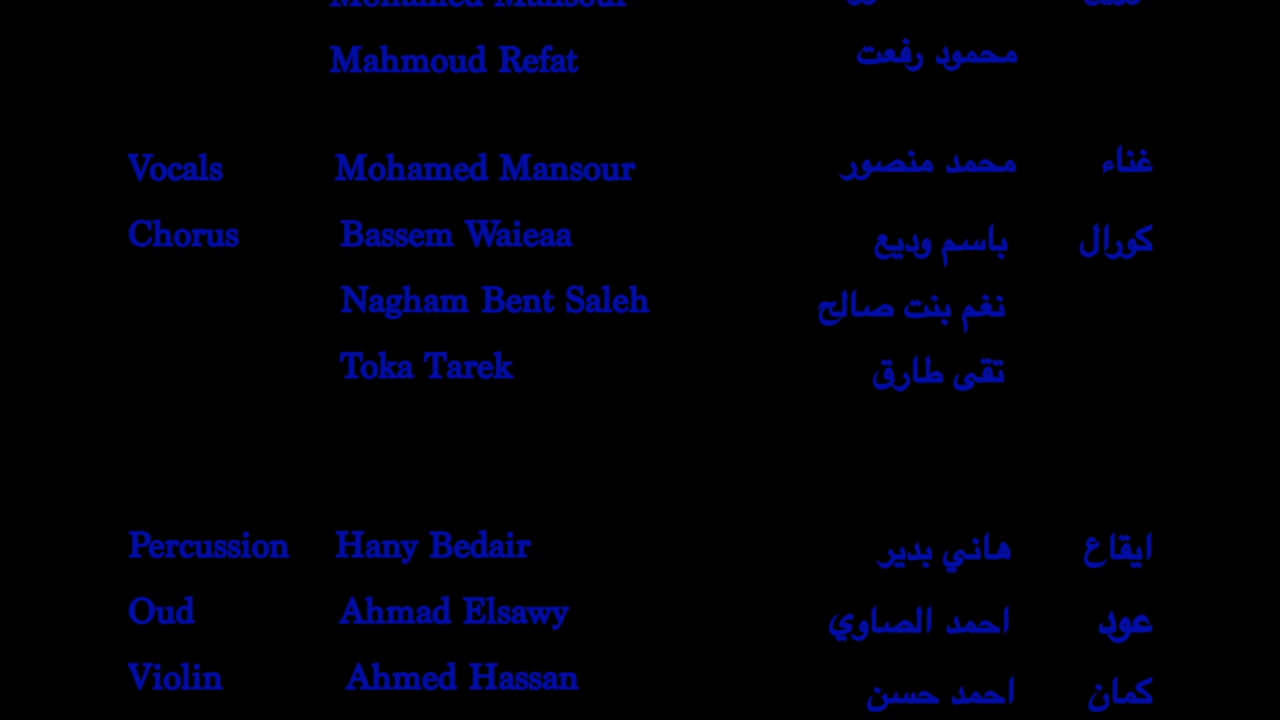 Mohamed Mansour
Mahmoud Refat محمود رفعت
Vocals Mohamed Mansour محمد منصور غناء
Chorus Bassem Waieaa باسم وديع كورال
Nagham Bent Saleh نغم بنت صالح
Toka Tarek تقى طارق
Percussion Hany Bedair هاني بدير ايقاع
Oud Ahmad Elsawy احمد الصاوي عود
Violin Ahmed Hassan احمد حسن كمان